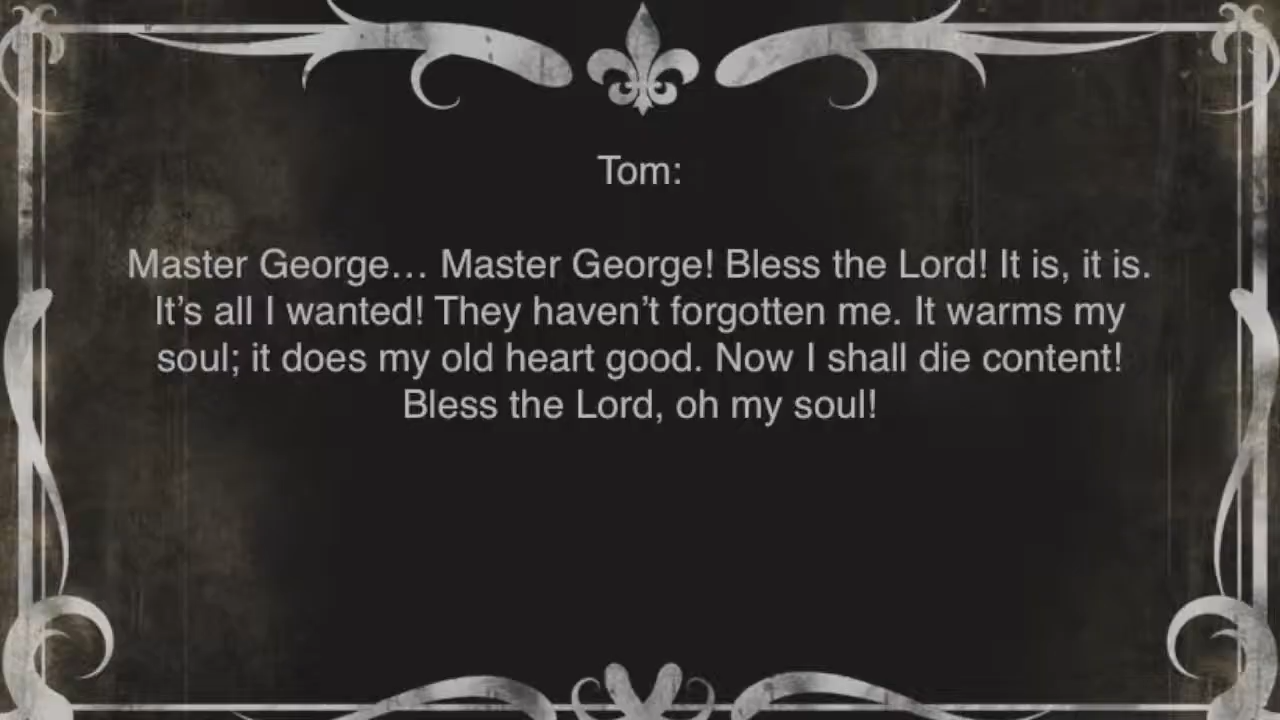 Tom:
Master George… Master George! Bless the Lord! It is, it is.
It’s all I wanted! They haven’t forgotten me. It warms my
soul; it does my old heart good. Now I shall die content!
Bless the Lord, oh my soul!